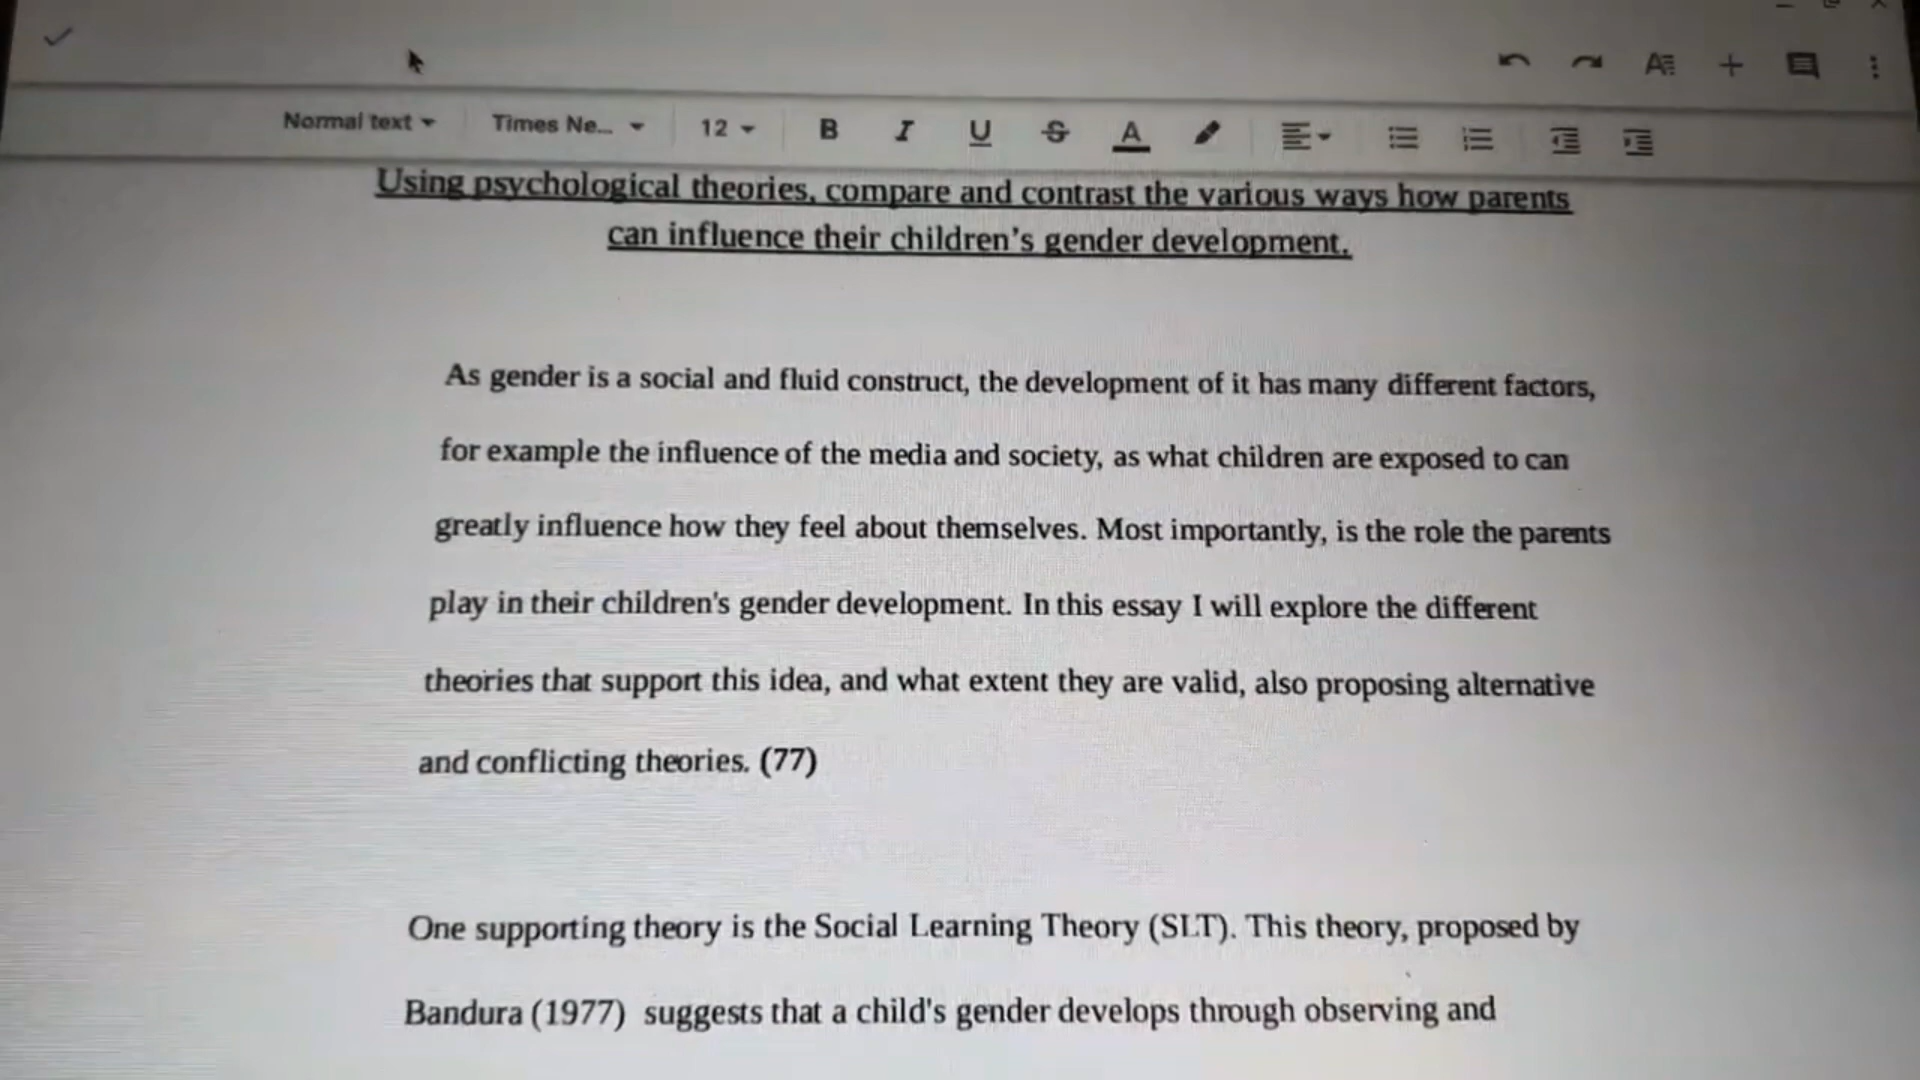 Normal text
Times Ne...
12
B
I
U
S
A
Using psychological theories, compare and contrast the various ways how parents
can influence their children’s gender development.
As gender is a social and fluid construct, the development of it has many different factors,
for example the influence of the media and society, as what children are exposed to can
greatly influence how they feel about themselves. Most importantly, is the role the parents
play in their children's gender development. In this essay I will explore the different
theories that support this idea, and what extent they are valid, also proposing alternative
and conflicting theories. (77)
One supporting theory is the Social Learning Theory (SLT). This theory, proposed by
Bandura (1977) suggests that a child's gender develops through observing and